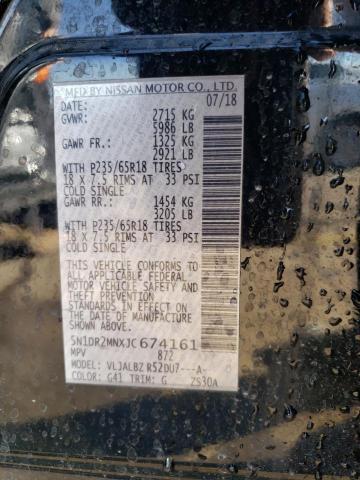 MFD BY NISSAN MOTOR CO., LTD.
DATE: 07/18
GVWR: 2715 KG
5986 LB
GAWR FR.: 1325 KG
2921 LB
WITH P235/65R18 TIRES
18 X 7.5 RIMS AT 33 PSI
COLD SINGLE
GAWR RR.: 1454 KG
3205 LB
WITH P235/65R18 TIRES
18 X 7.5 RIMS AT 33 PSI
COLD SINGLE
THIS VEHICLE CONFORMS TO
ALL APPLICABLE FEDERAL
MOTOR VEHICLE SAFETY AND
THEFT PREVENTION
STANDARDS IN EFFECT ON
THE DATE OF MANUFACTURE
SHOWN ABOVE.
5N1DR2MNXJC674161
MPV 872
MODEL: VLJALBZ R52DU7---A-
COLOR: G41 TRIM: G ZS30A